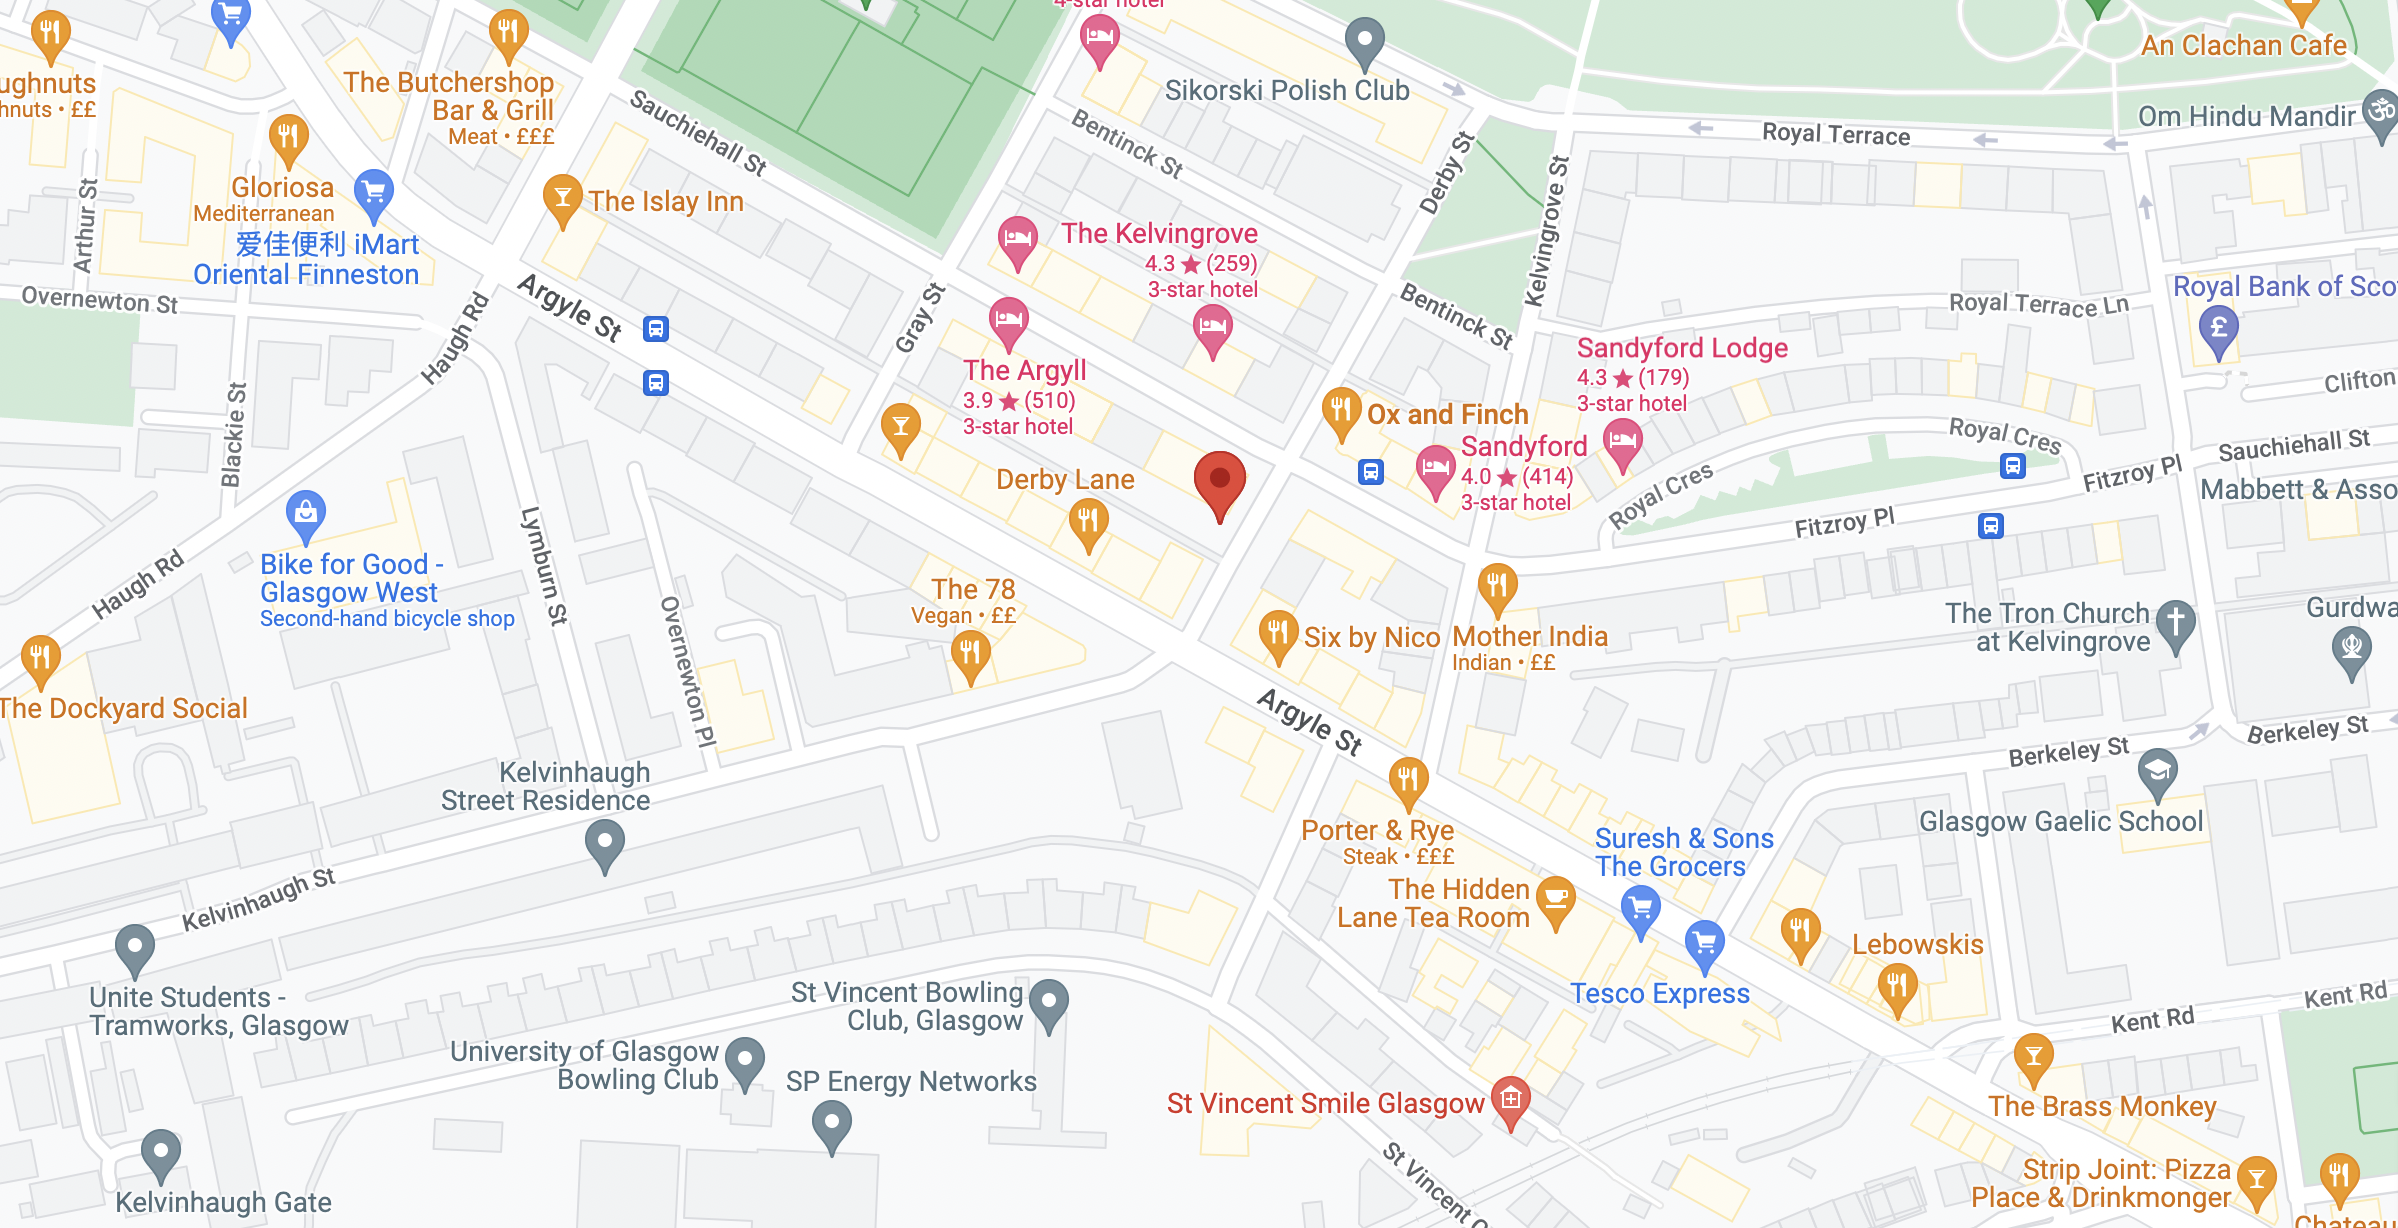 4-star hotel
ughnuts
hnuts • ££
The Butchershop
Bar & Grill
Meat • £££
Sauchiehall St
Sikorski Polish Club
Bentinck St
An Clachan Cafe
Om Hindu Mandir
Royal Terrace
Derby St
Kelvingrove St
Gloriosa
Mediterranean
爱佳便利 iMart
Oriental Finneston
Arthur St
The Islay Inn
The Kelvingrove
4.3 ★ (259)
3-star hotel
Overnewton St
Argyle St
Haugh Rd
Gray St
Bentinck St
Royal Terrace Ln
Royal Bank of Sco
£
The Argyll
3.9 ★ (510)
3-star hotel
Sandyford Lodge
4.3 ★ (179)
3-star hotel
Clifton
Ox and Finch
Sandyford
4.0 ★ (414)
3-star hotel
Royal Cres
Royal Cres
Fitzroy Pl
Fitzroy Pl
Sauchiehall St
Mabbett & Asso
Blackie St
Derby Lane
Bike for Good -
Glasgow West
Second-hand bicycle shop
Haugh Rd
Lymburn St
Overnewton Pl
The 78
Vegan • ££
Six by Nico
Mother India
Indian • ££
The Tron Church
at Kelvingrove
Gurdwa
The Dockyard Social
Argyle St
Berkeley St
Berkeley St
Kelvinhaugh
Street Residence
Glasgow Gaelic School
Porter & Rye
Steak • £££
Suresh & Sons
The Grocers
The Hidden
Lane Tea Room
Kelvinhaugh St
Lebowskis
Tesco Express
Kent Rd
Kent Rd
Unite Students -
Tramworks, Glasgow
St Vincent Bowling
Club, Glasgow
University of Glasgow
Bowling Club
SP Energy Networks
St Vincent Smile Glasgow
The Brass Monkey
St Vincent C
Strip Joint: Pizza
Place & Drinkmonger
Kelvinhaugh Gate
Chateau